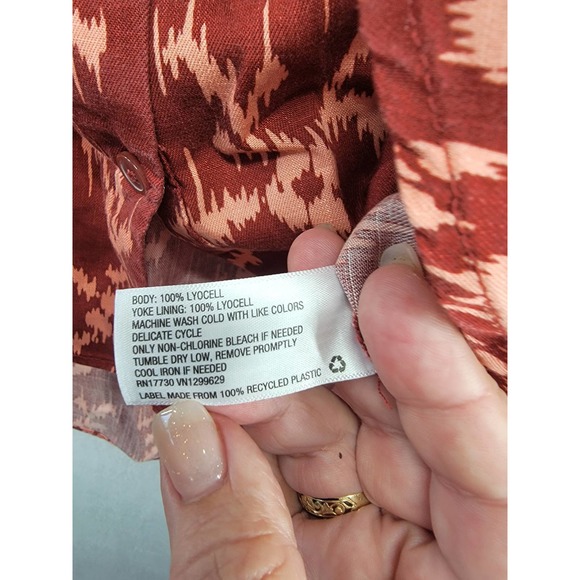 BODY: 100% LYOCELL
YOKE LINING: 100% LYOCELL
MACHINE WASH COLD WITH LIKE COLORS
DELICATE CYCLE
ONLY NON-CHLORINE BLEACH IF NEEDED
TUMBLE DRY LOW, REMOVE PROMPTLY
COOL IRON IF NEEDED
RN17730 VN1299629
LABEL MADE FROM 100% RECYCLED PLASTIC